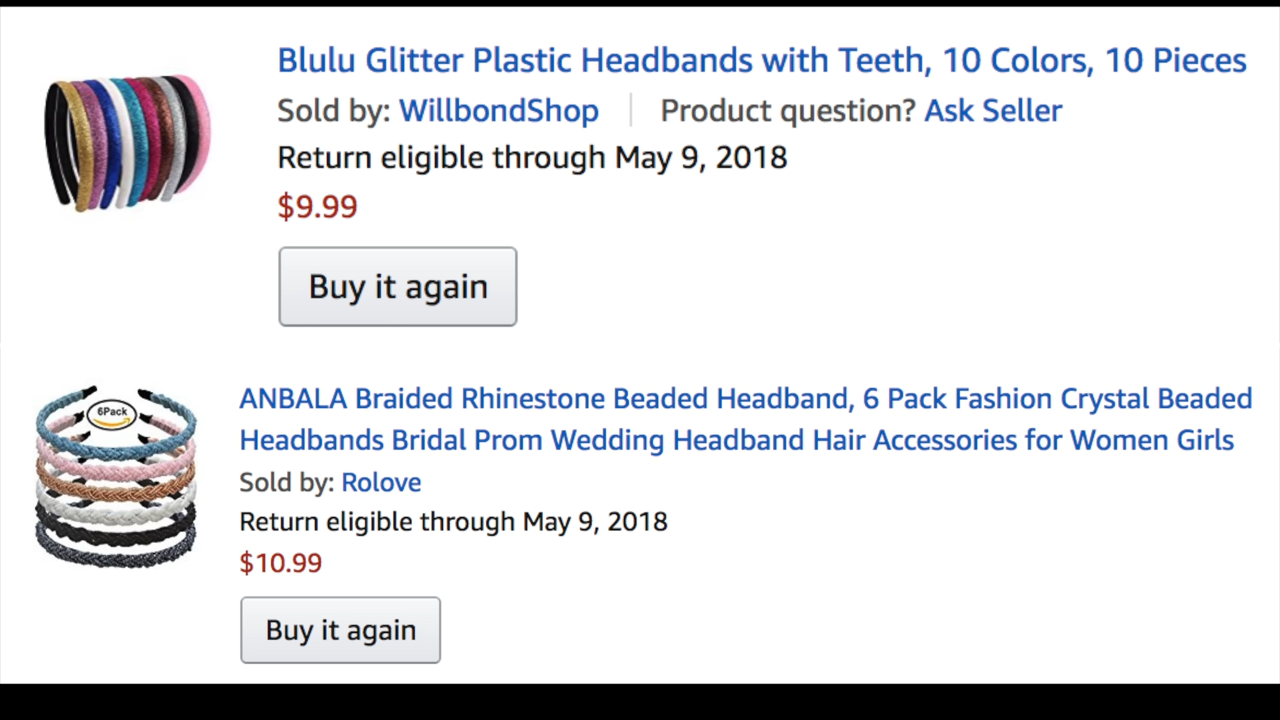 Blulu Glitter Plastic Headbands with Teeth, 10 Colors, 10 Pieces
Sold by: WillbondShop | Product question? Ask Seller
Return eligible through May 9, 2018
$9.99
Buy it again
6Pack
ANBALA Braided Rhinestone Beaded Headband, 6 Pack Fashion Crystal Beaded
Headbands Bridal Prom Wedding Headband Hair Accessories for Women Girls
Sold by: Rolove
Return eligible through May 9, 2018
$10.99
Buy it again